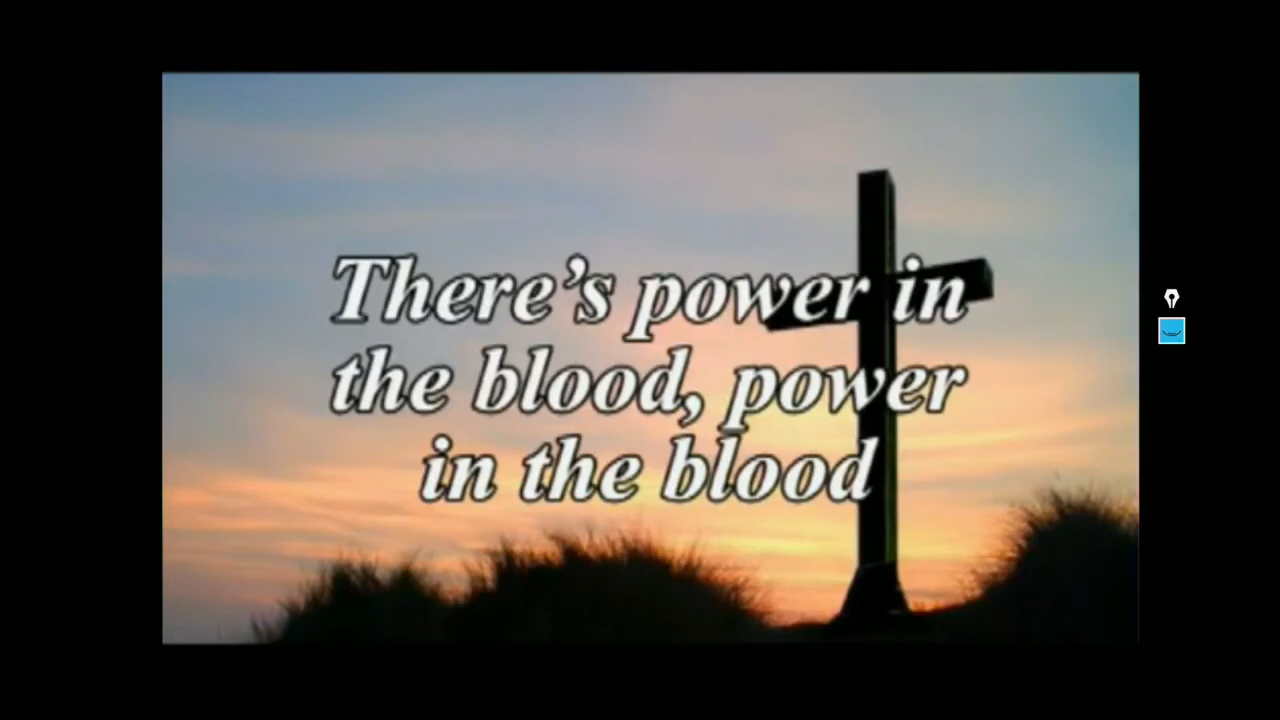 There’s power in
the blood, power
in the blood